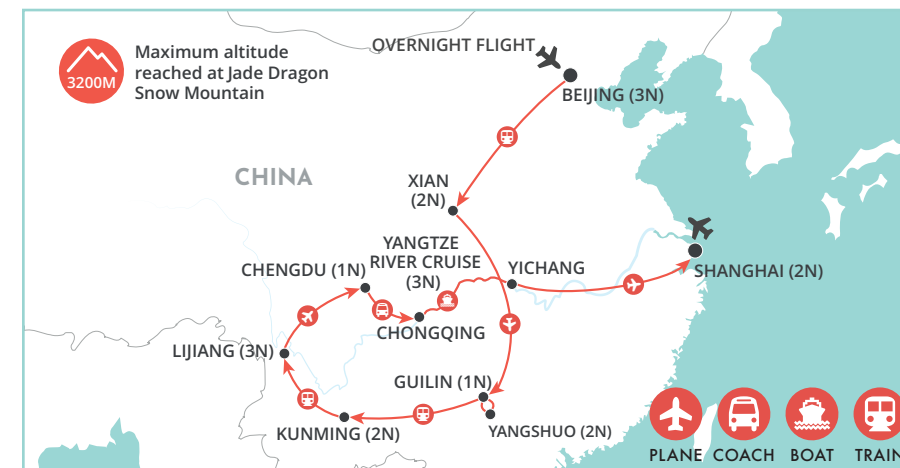 Maximum altitude
reached at Jade Dragon
Snow Mountain
3200M
OVERNIGHT FLIGHT
BEIJING (3N)
CHINA
XIAN
(2N)
YANGTZE
RIVER CRUISE
(3N)
CHENGDU (1N)
YICHANG
SHANGHAI (2N)
CHONGQING
LIJIANG (3N)
GUILIN (1N)
KUNMING (2N)
YANGSHUO (2N)
PLANE COACH BOAT TRAIN